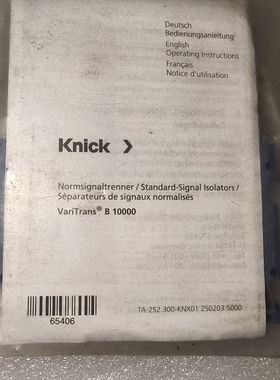 Deutsch
Bedienungsanleitung
English
Operating Instructions
Français
Notice d'utilisation
Knick >
Normsignaltrenner / Standard-Signal Isolators /
Séparateurs de signaux normalisés
VariTrans® B 10000
65406
TA-252.300-KNX01 250203 5000